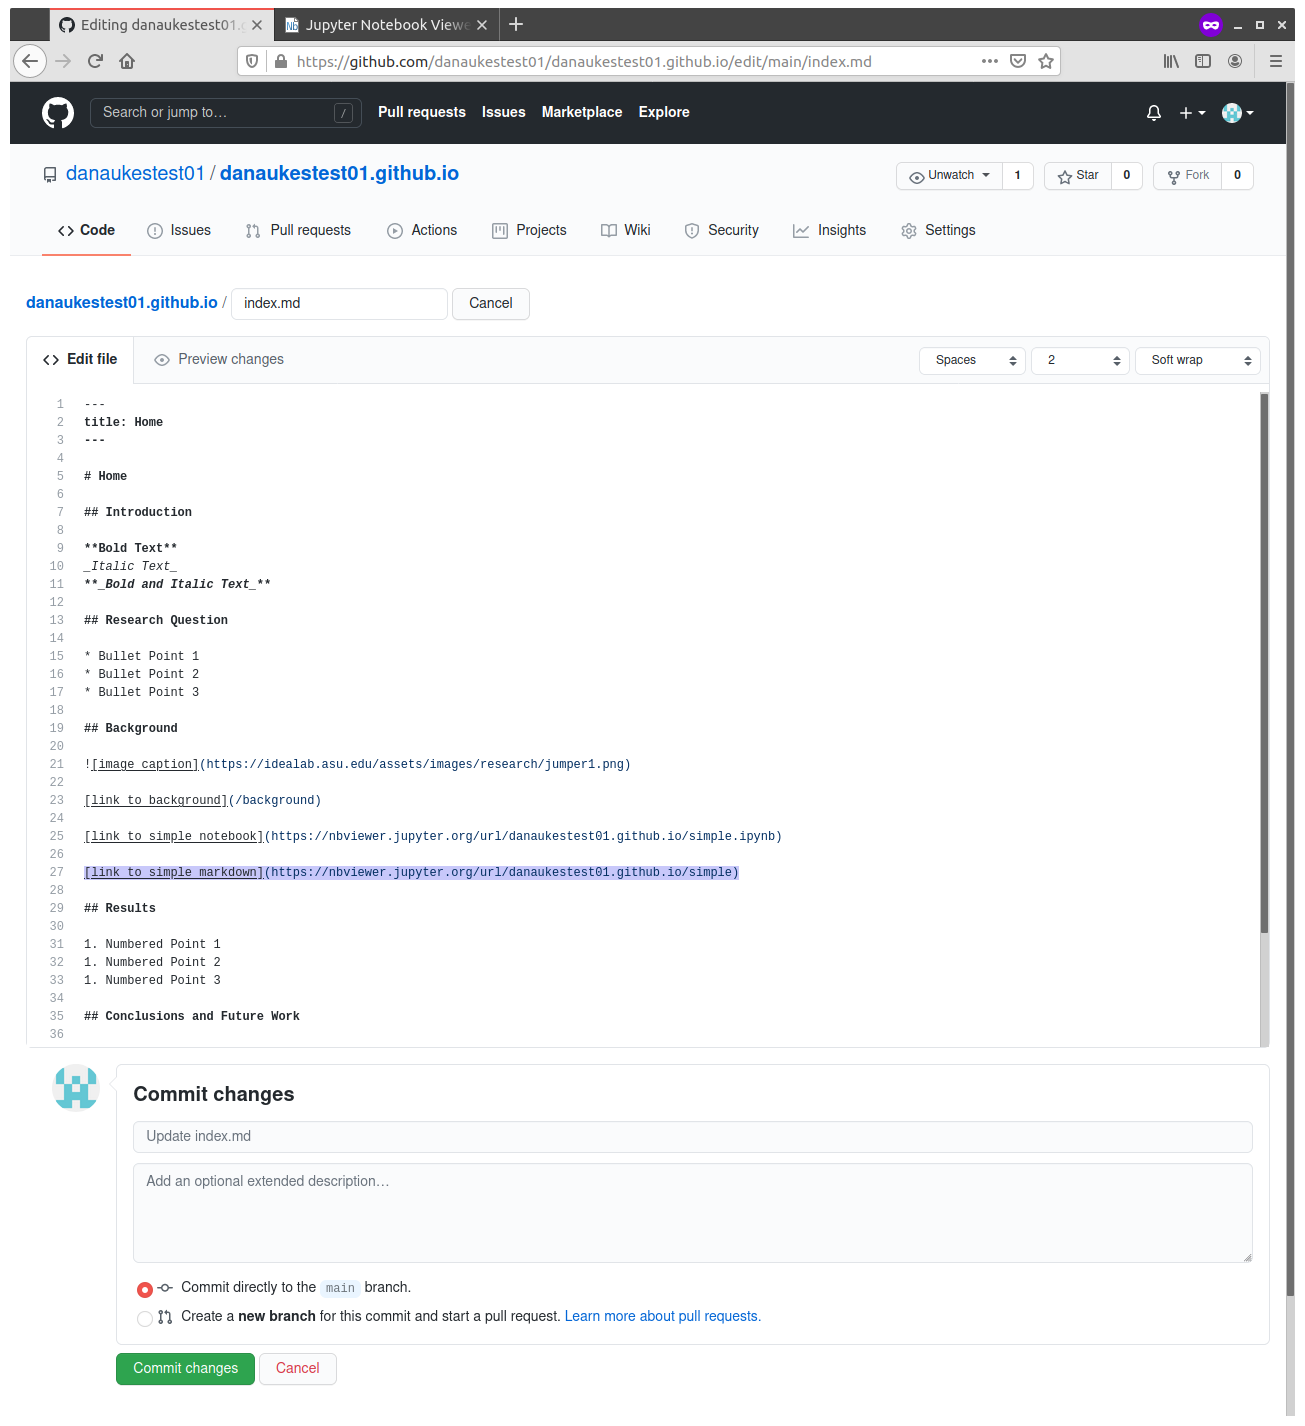 Editing danaukestest01.g
Jupyter Notebook Viewe
https://github.com/danaukestest01/danaukestest01.github.io/edit/main/index.md
Search or jump to…
/
Pull requests
Issues
Marketplace
Explore
danaukestest01 / danaukestest01.github.io
Unwatch 1
Star 0
Fork 0
Code
Issues
Pull requests
Actions
Projects
Wiki
Security
Insights
Settings
danaukestest01.github.io / index.md
Cancel
Edit file
Preview changes
Spaces
2
Soft wrap
1 ---
2 title: Home
3 ---
4
5 # Home
6
7 ## Introduction
8
9 **Bold Text**
10 _Italic Text_
11 **_Bold and Italic Text_**
12
13 ## Research Question
14
15 * Bullet Point 1
16 * Bullet Point 2
17 * Bullet Point 3
18
19 ## Background
20
21 ![image caption](https://idealab.asu.edu/assets/images/research/jumper1.png)
22
23 [link to background](/background)
24
25 [link to simple notebook](https://nbviewer.jupyter.org/url/danaukestest01.github.io/simple.ipynb)
26
27 [link to simple markdown](https://nbviewer.jupyter.org/url/danaukestest01.github.io/simple)
28
29 ## Results
30
31 1. Numbered Point 1
32 1. Numbered Point 2
33 1. Numbered Point 3
34
35 ## Conclusions and Future Work
36
Commit changes
Update index.md
Add an optional extended description…
Commit directly to the main branch.
Create a new branch for this commit and start a pull request. Learn more about pull requests.
Commit changes
Cancel